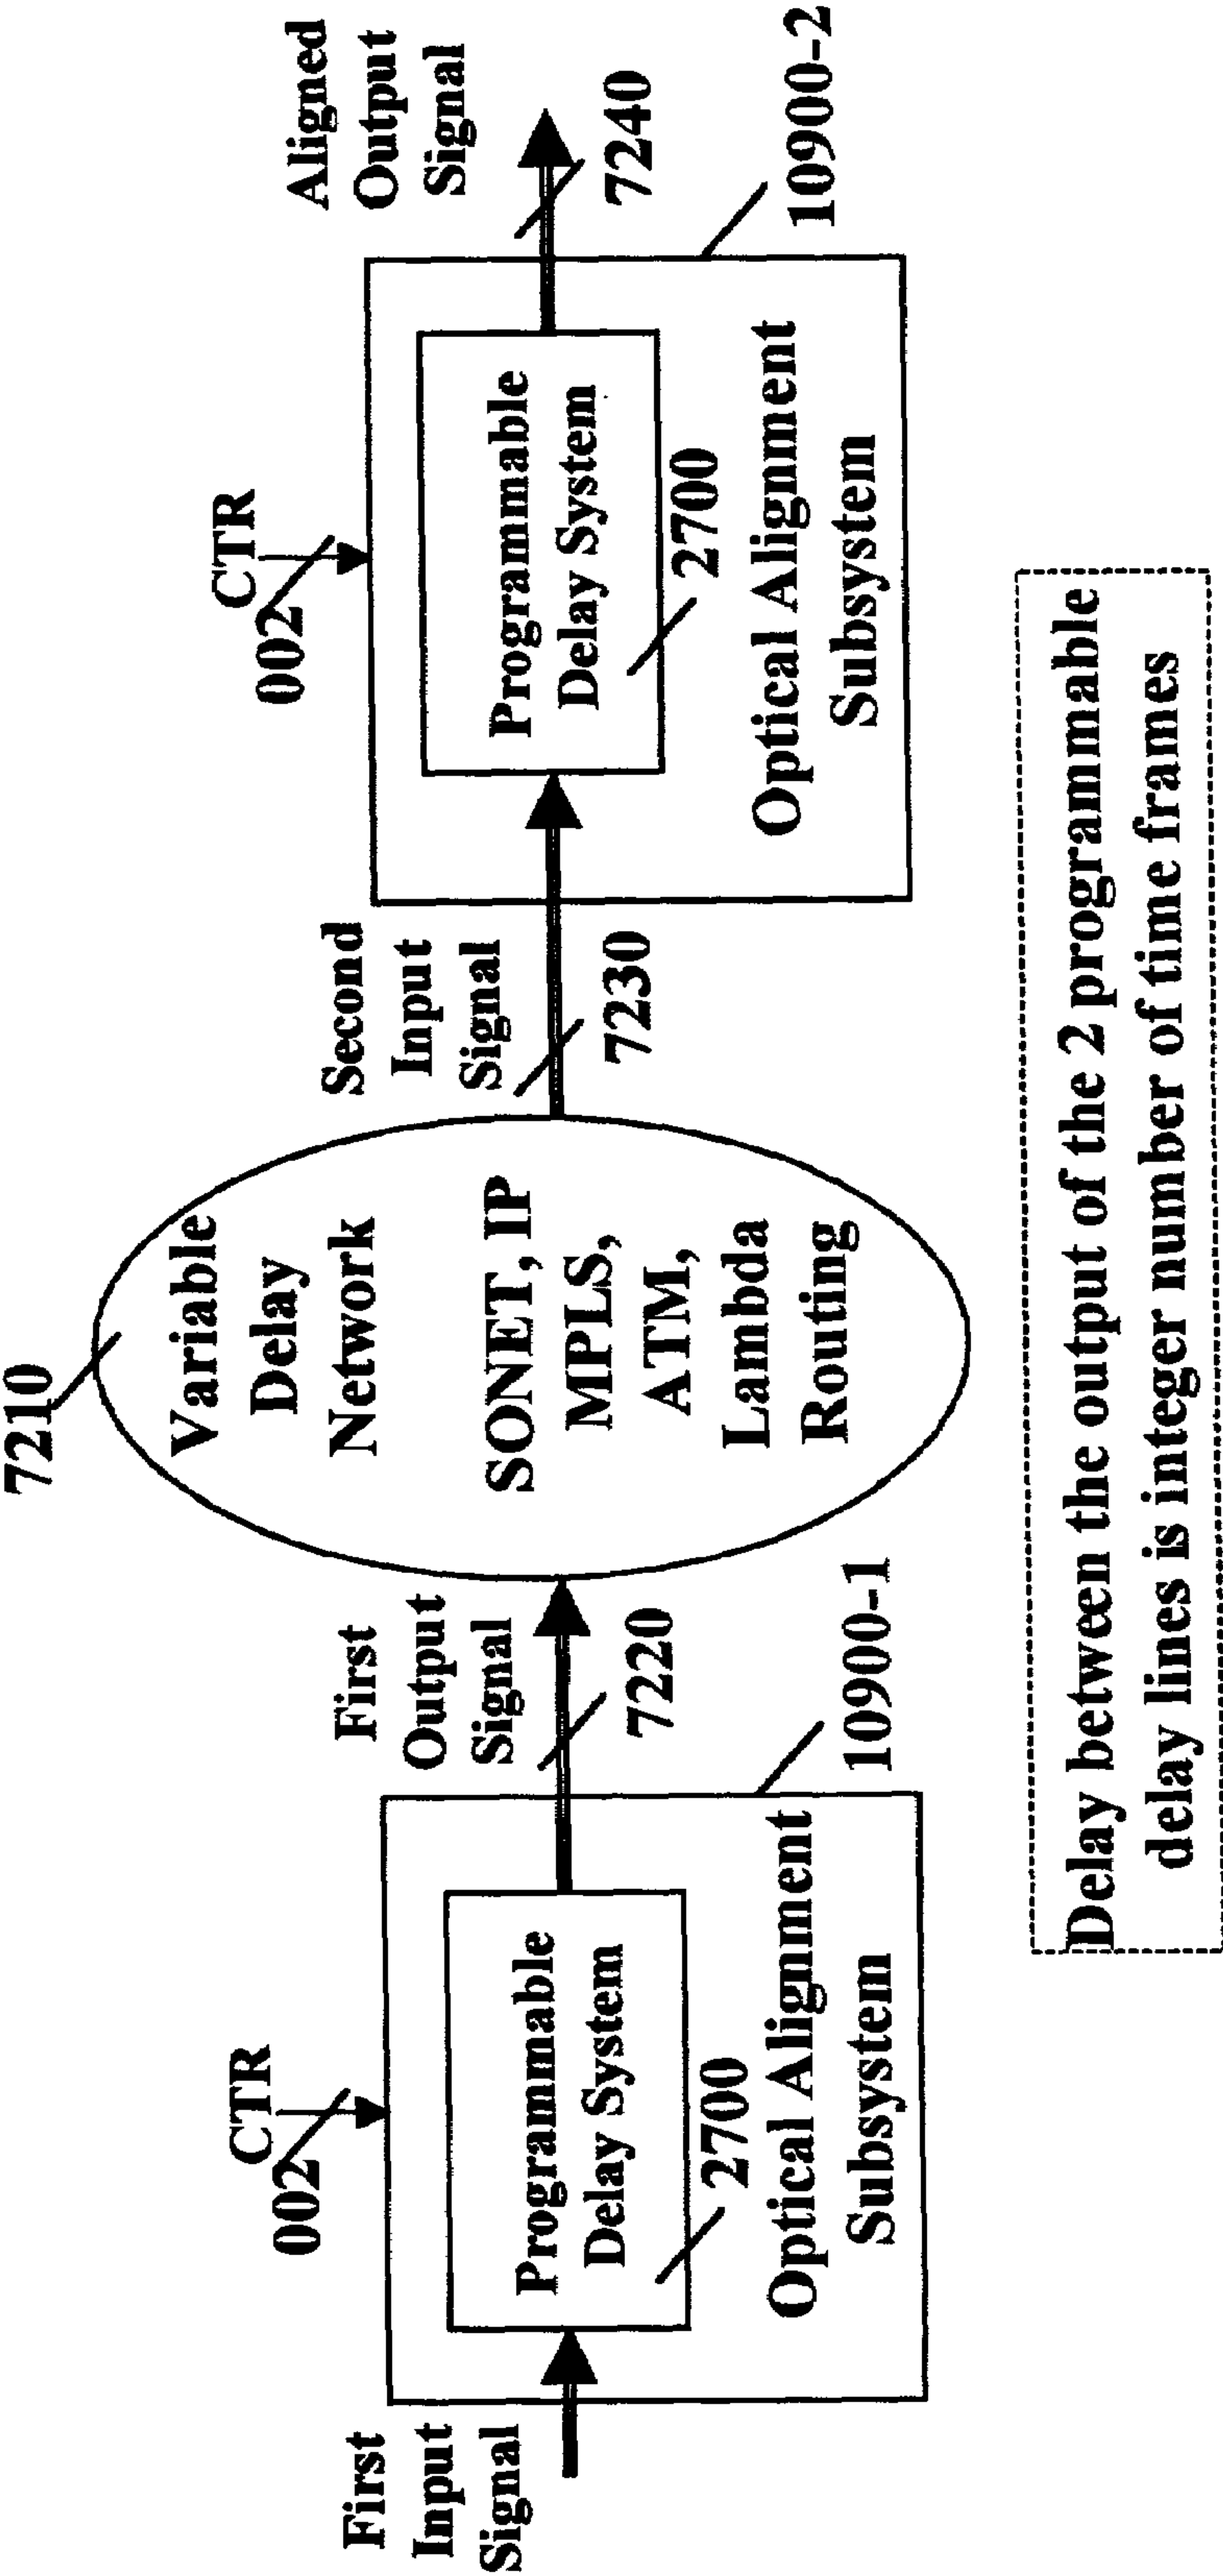 First
Input
Signal
CTR
002
Programmable
Delay System
2700
Optical Alignment
Subsystem
10900-1
First
Output
Signal
7220
7210
Variable
Delay
Network
SONET, IP
MPLS,
ATM,
Lambda
Routing
Second
Input
Signal
7230
CTR
002
Programmable
Delay System
2700
Optical Alignment
Subsystem
10900-2
Aligned
Output
Signal
7240
Delay between the output of the 2 programmable
delay lines is integer number of time frames